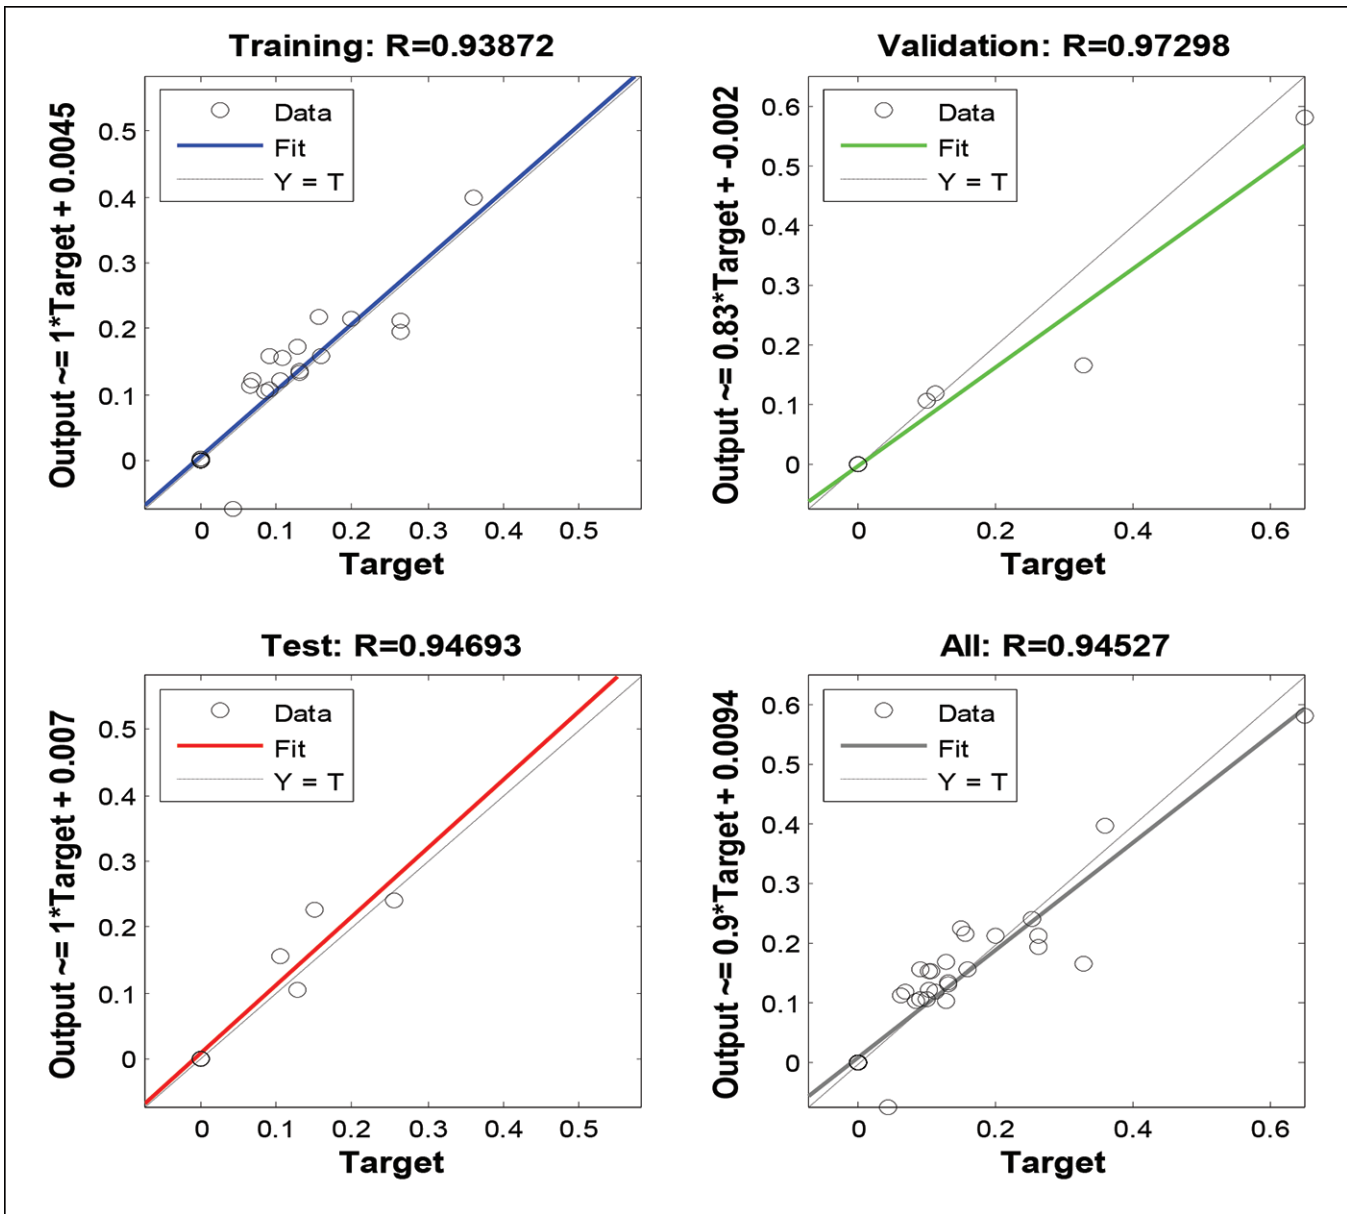 Training: R=0.93872
Output ~= 1*Target + 0.0045
Data
Fit
Y = T
0.5
0.4
0.3
0.2
0.1
0
0 0.1 0.2 0.3 0.4 0.5
Target
Validation: R=0.97298
Output ~= 0.83*Target + -0.002
Data
Fit
Y = T
0.6
0.5
0.4
0.3
0.2
0.1
0
0 0.2 0.4 0.6
Target
Test: R=0.94693
Output ~= 1*Target + 0.007
Data
Fit
Y = T
0.5
0.4
0.3
0.2
0.1
0
0 0.1 0.2 0.3 0.4 0.5
Target
All: R=0.94527
Output ~= 0.9*Target + 0.0094
Data
Fit
Y = T
0.6
0.5
0.4
0.3
0.2
0.1
0
0 0.2 0.4 0.6
Target